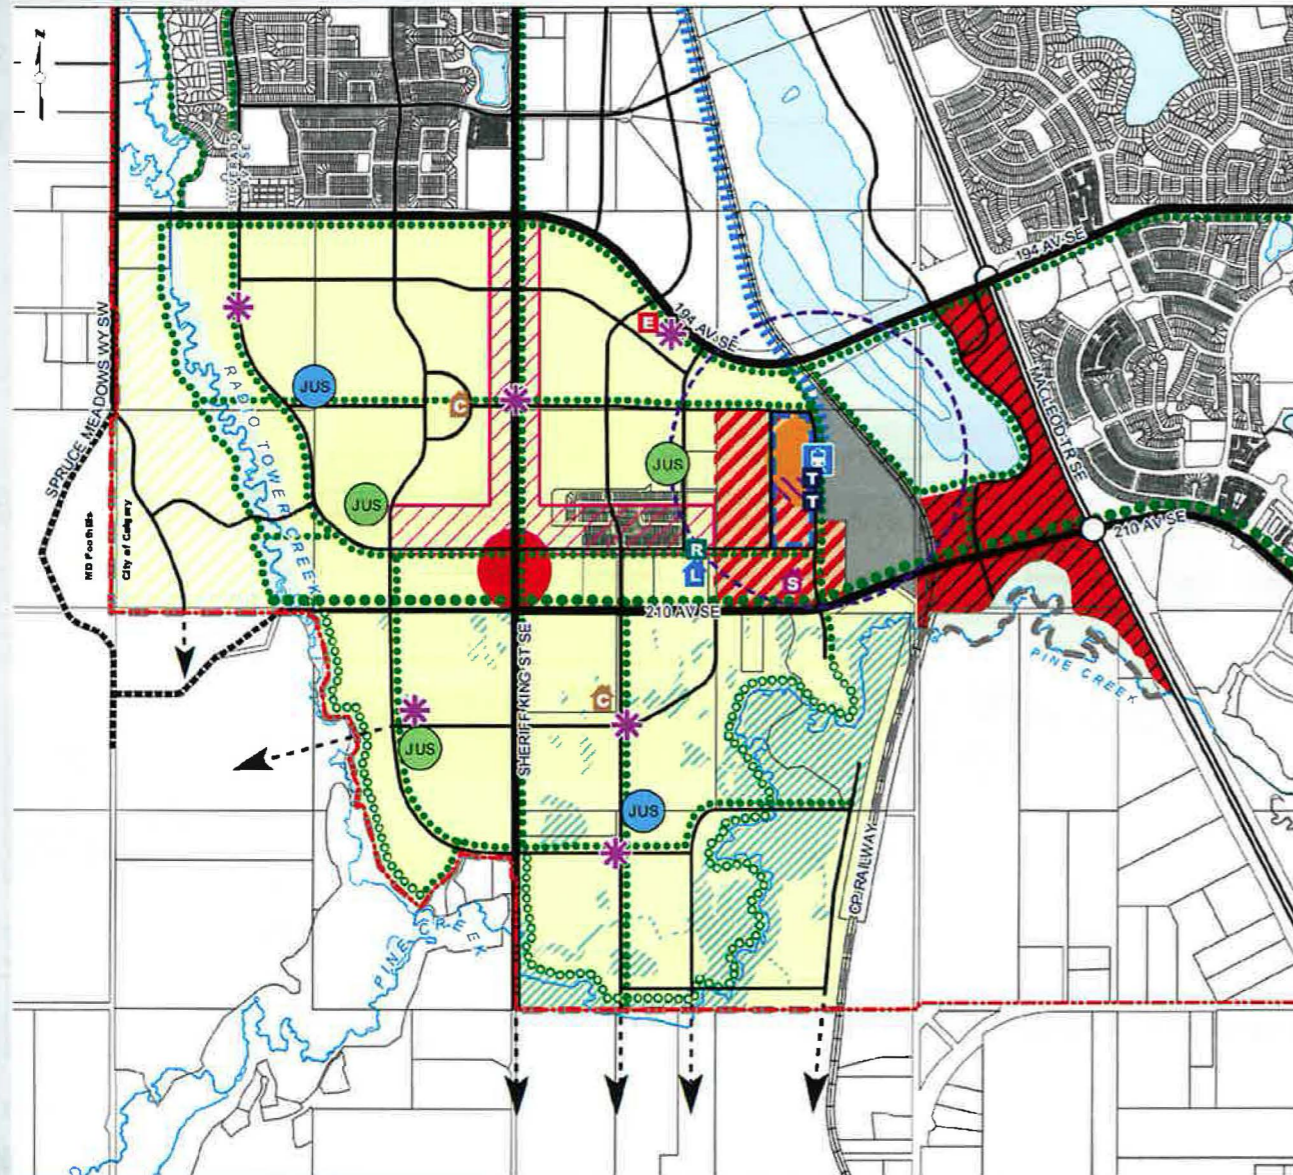 N
194 AV SE
E
194 AV SE
SPRUCE MEADOWS WY SW
MACLEOD TR SE
RADIO TOWER CREEK
JUS
C
JUS
JUS
T
T
MD Foothills
City of Calgary
210 AV SE
R
L
S
210 AV SE
SHERIFF KING ST SE
PINE CREEK
C
JUS
JUS
CP RAILWAY
PINE CREEK